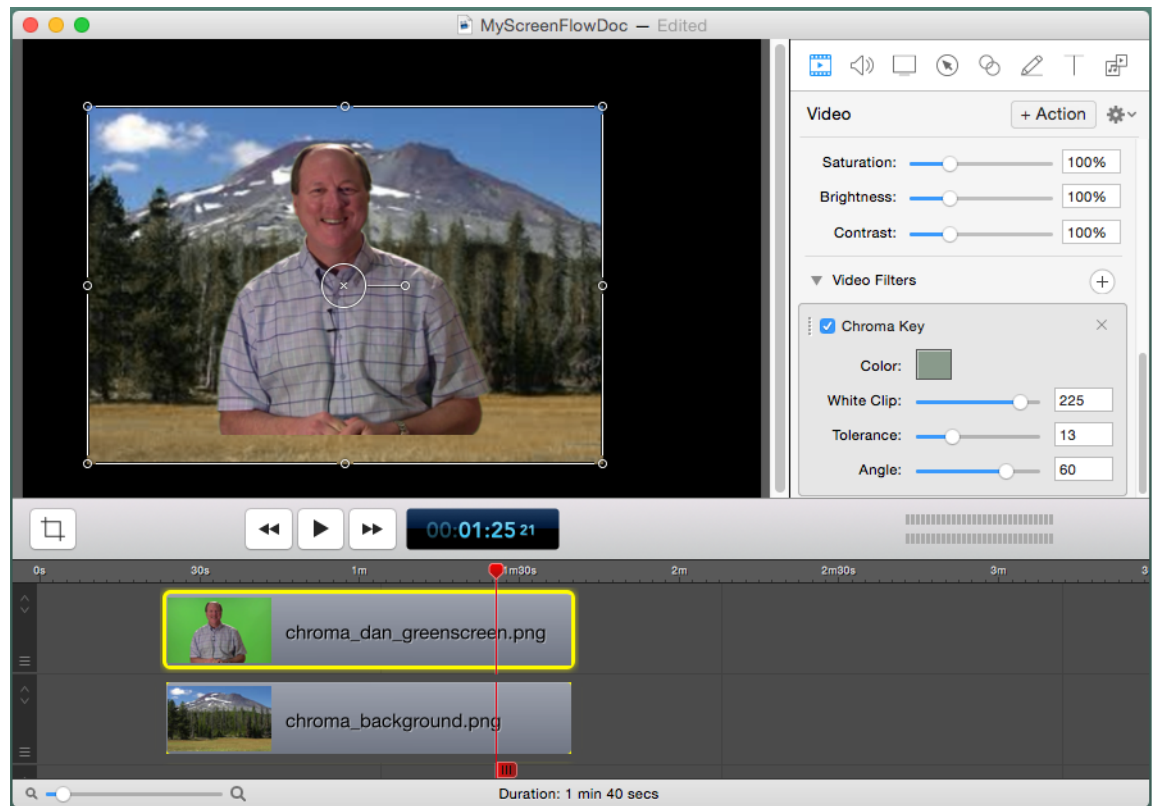 MyScreenFlowDoc — Edited
Video
+ Action
Saturation: 100%
Brightness: 100%
Contrast: 100%
Video Filters
Chroma Key
Color:
White Clip: 225
Tolerance: 13
Angle: 60
00:01:25 21
0s 30s 1m 1m30s 2m 2m30s 3m 3
chroma_dan_greenscreen.png
chroma_background.png
Duration: 1 min 40 secs